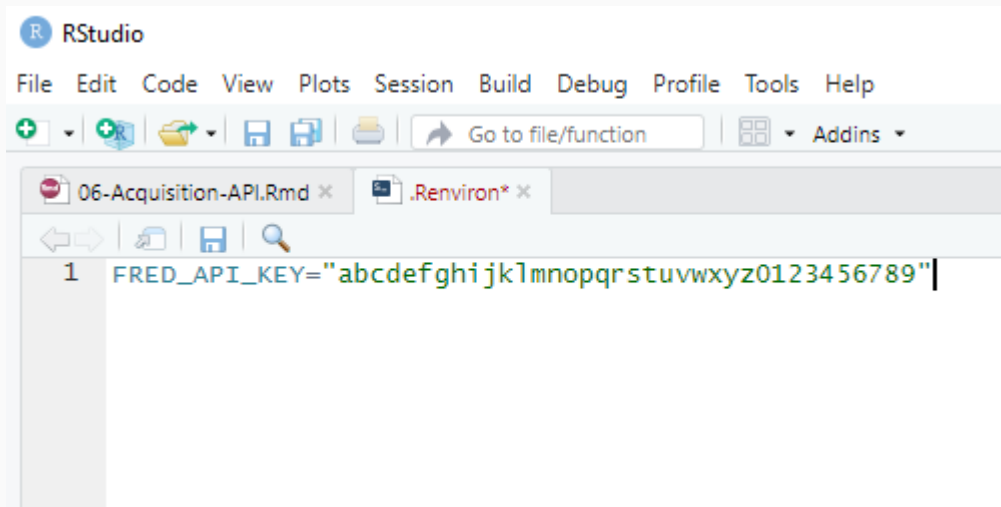 R RStudio
File Edit Code View Plots Session Build Debug Profile Tools Help
Go to file/function Addins
06-Acquisition-API.Rmd .Renviron*
1 FRED_API_KEY="abcdefghijklmnopqrstuvwxyz0123456789"